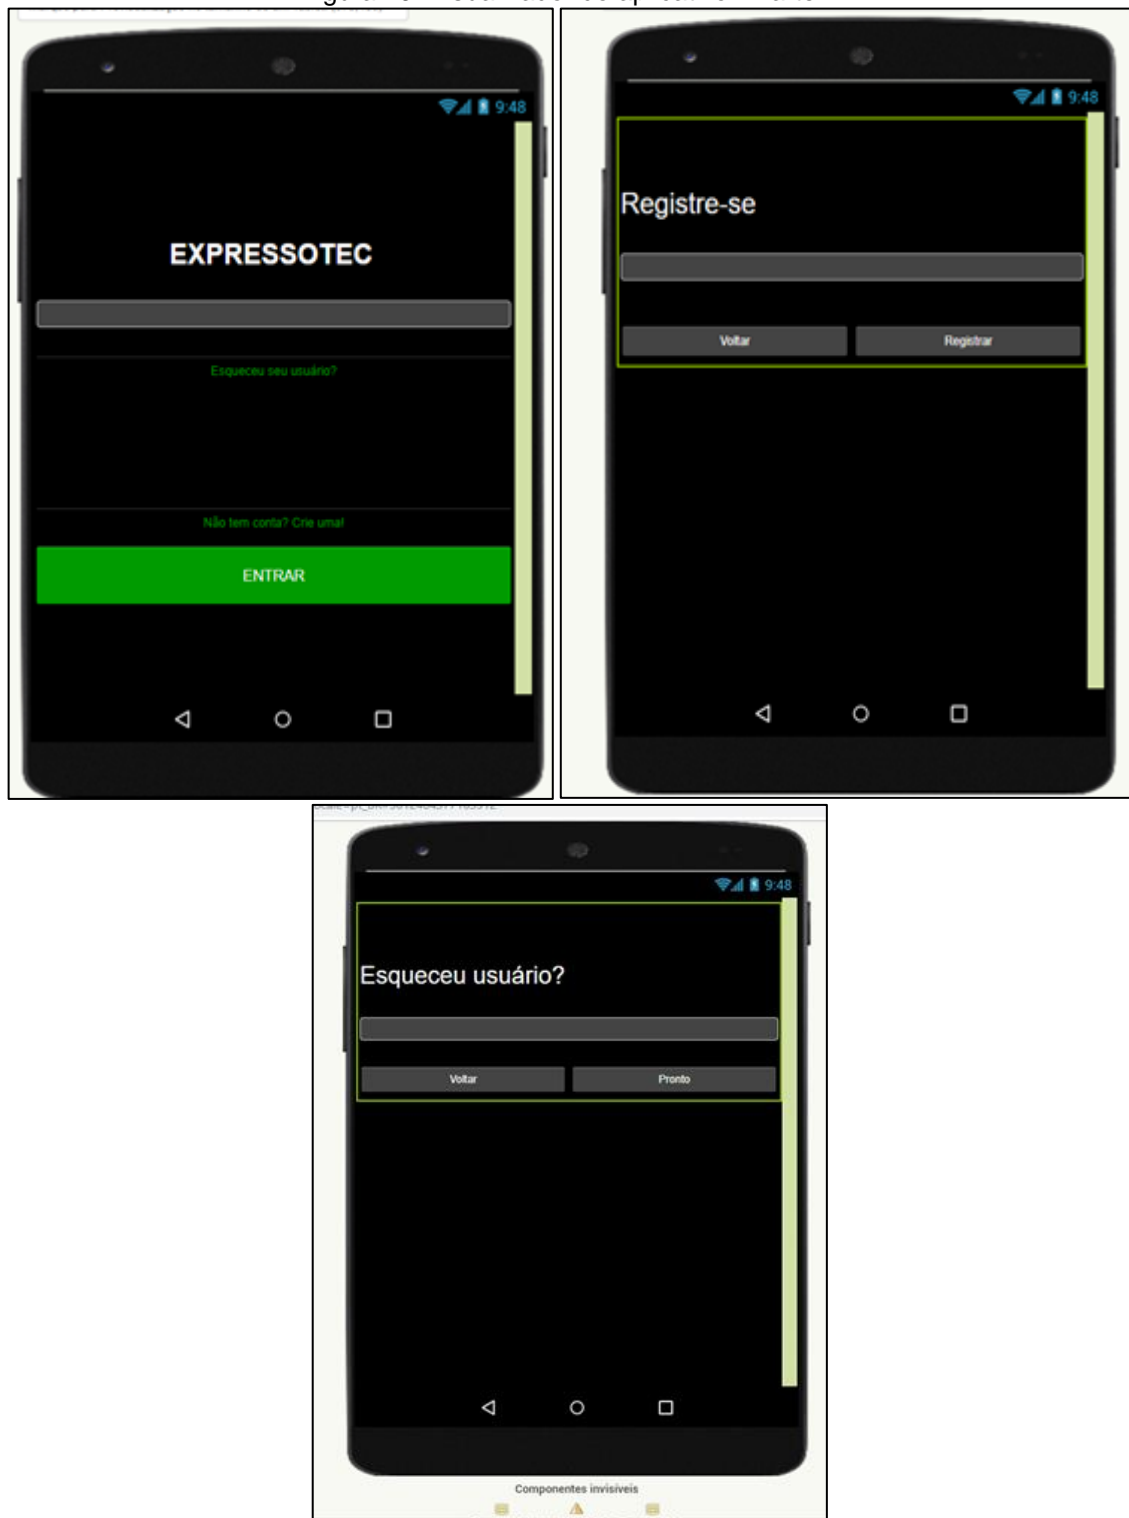 9:48
EXPRESSOTEC
Esqueceu seu usuário?
Não tem conta? Crie uma!
ENTRAR
9:48
Registre-se
Voltar Registrar
9:48
Esqueceu usuário?
Voltar Pronto
Componentes invisíveis